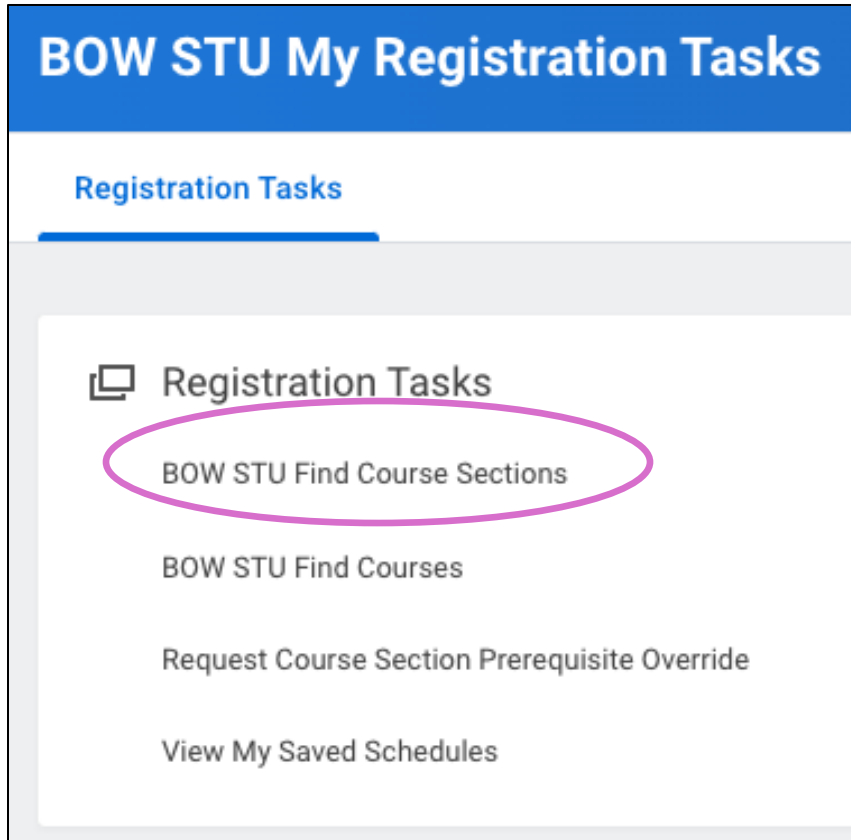 BOW STU My Registration Tasks
Registration Tasks
Registration Tasks
BOW STU Find Course Sections
BOW STU Find Courses
Request Course Section Prerequisite Override
View My Saved Schedules